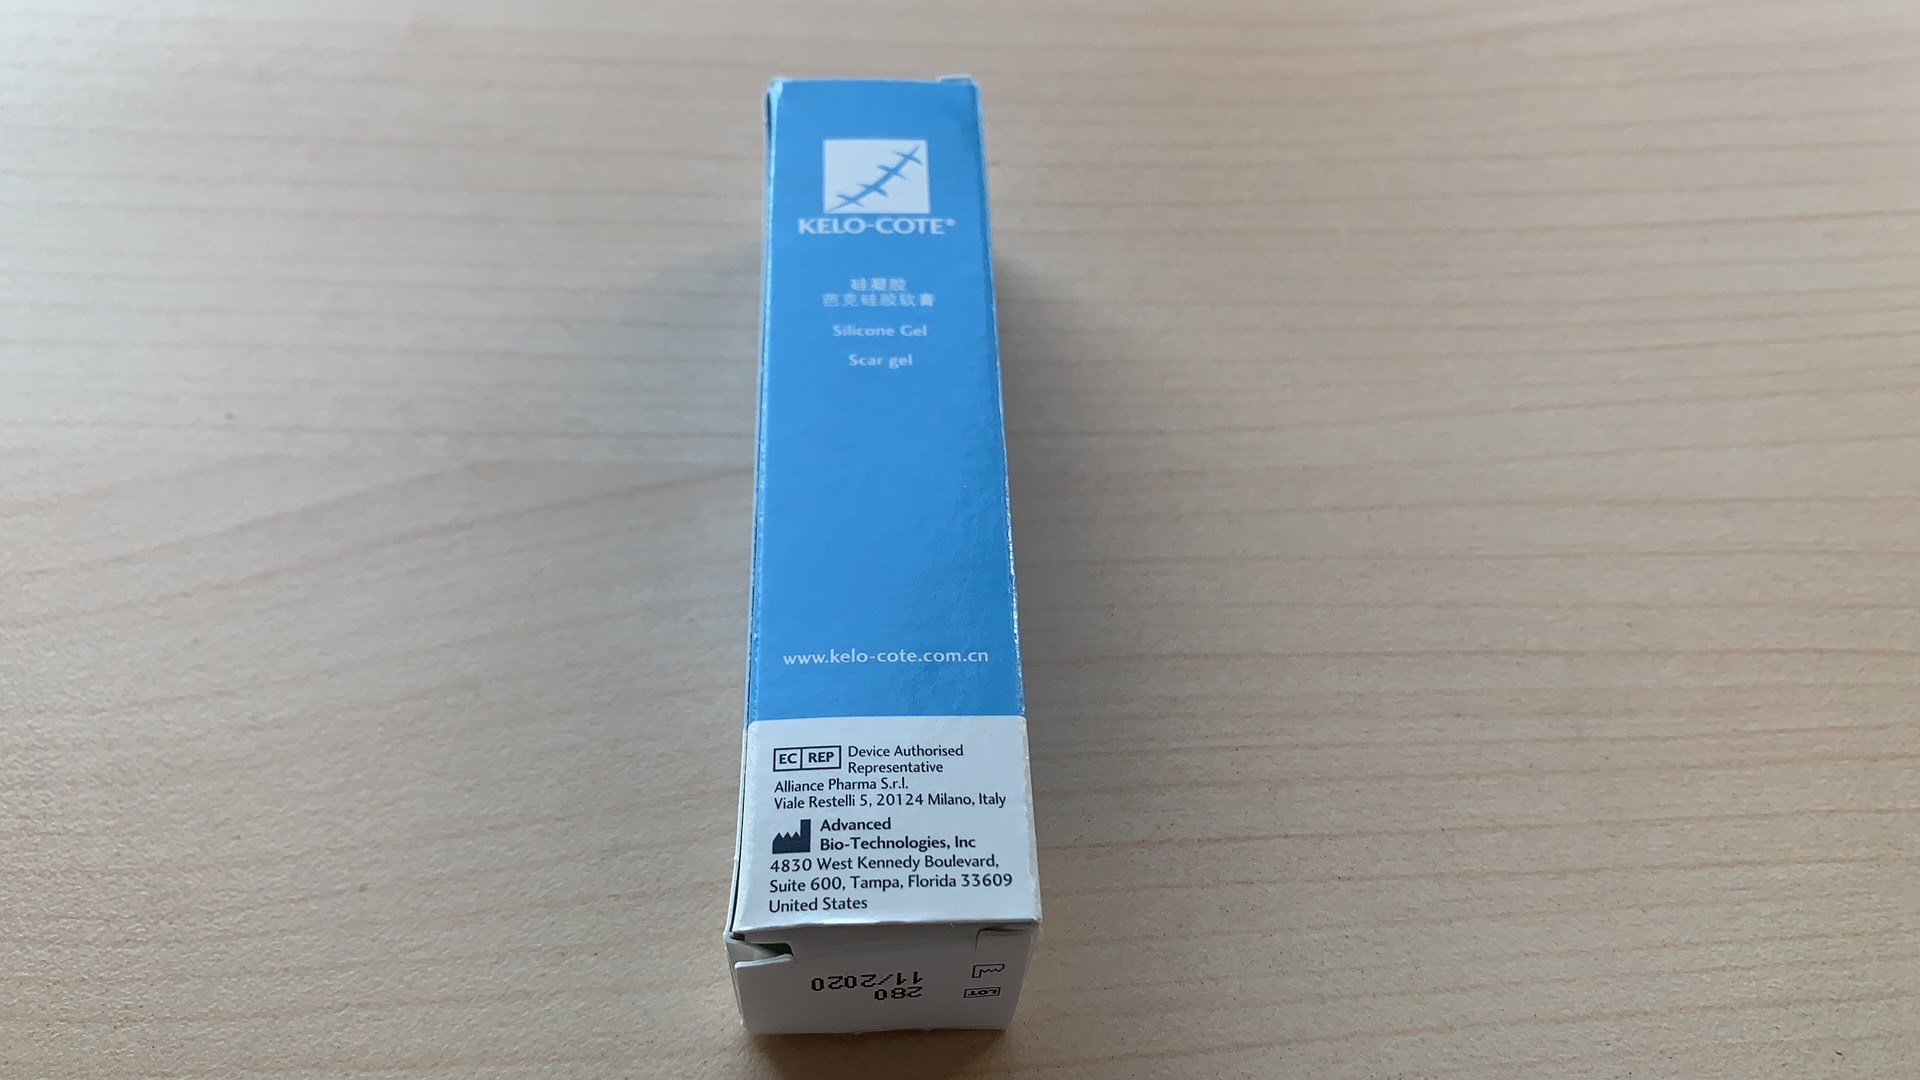 KELO-COTE®
硅凝胶
芭克硅胶软膏
Silicone Gel
Scar gel
www.kelo-cote.com.cn
EC REP Device Authorised
Representative
Alliance Pharma S.r.l.
Viale Restelli 5, 20124 Milano, Italy
Advanced
Bio-Technologies, Inc
4830 West Kennedy Boulevard,
Suite 600, Tampa, Florida 33609
United States
LOT 280
11/2020